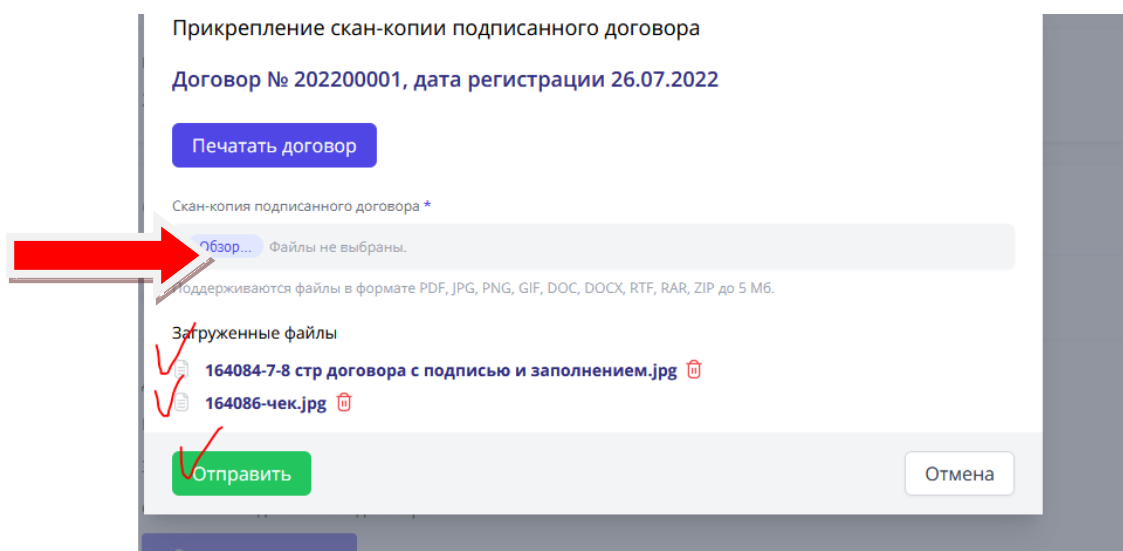 Прикрепление скан-копии подписанного договора
Договор № 202200001, дата регистрации 26.07.2022
Печатать договор
Скан-копия подписанного договора *
Обзор... Файлы не выбраны.
Поддерживаются файлы в формате PDF, JPG, PNG, GIF, DOC, DOCX, RTF, RAR, ZIP до 5 Мб.
Загруженные файлы
164084-7-8 стр договора с подписью и заполнением.jpg
164086-чек.jpg
Отправить Отмена